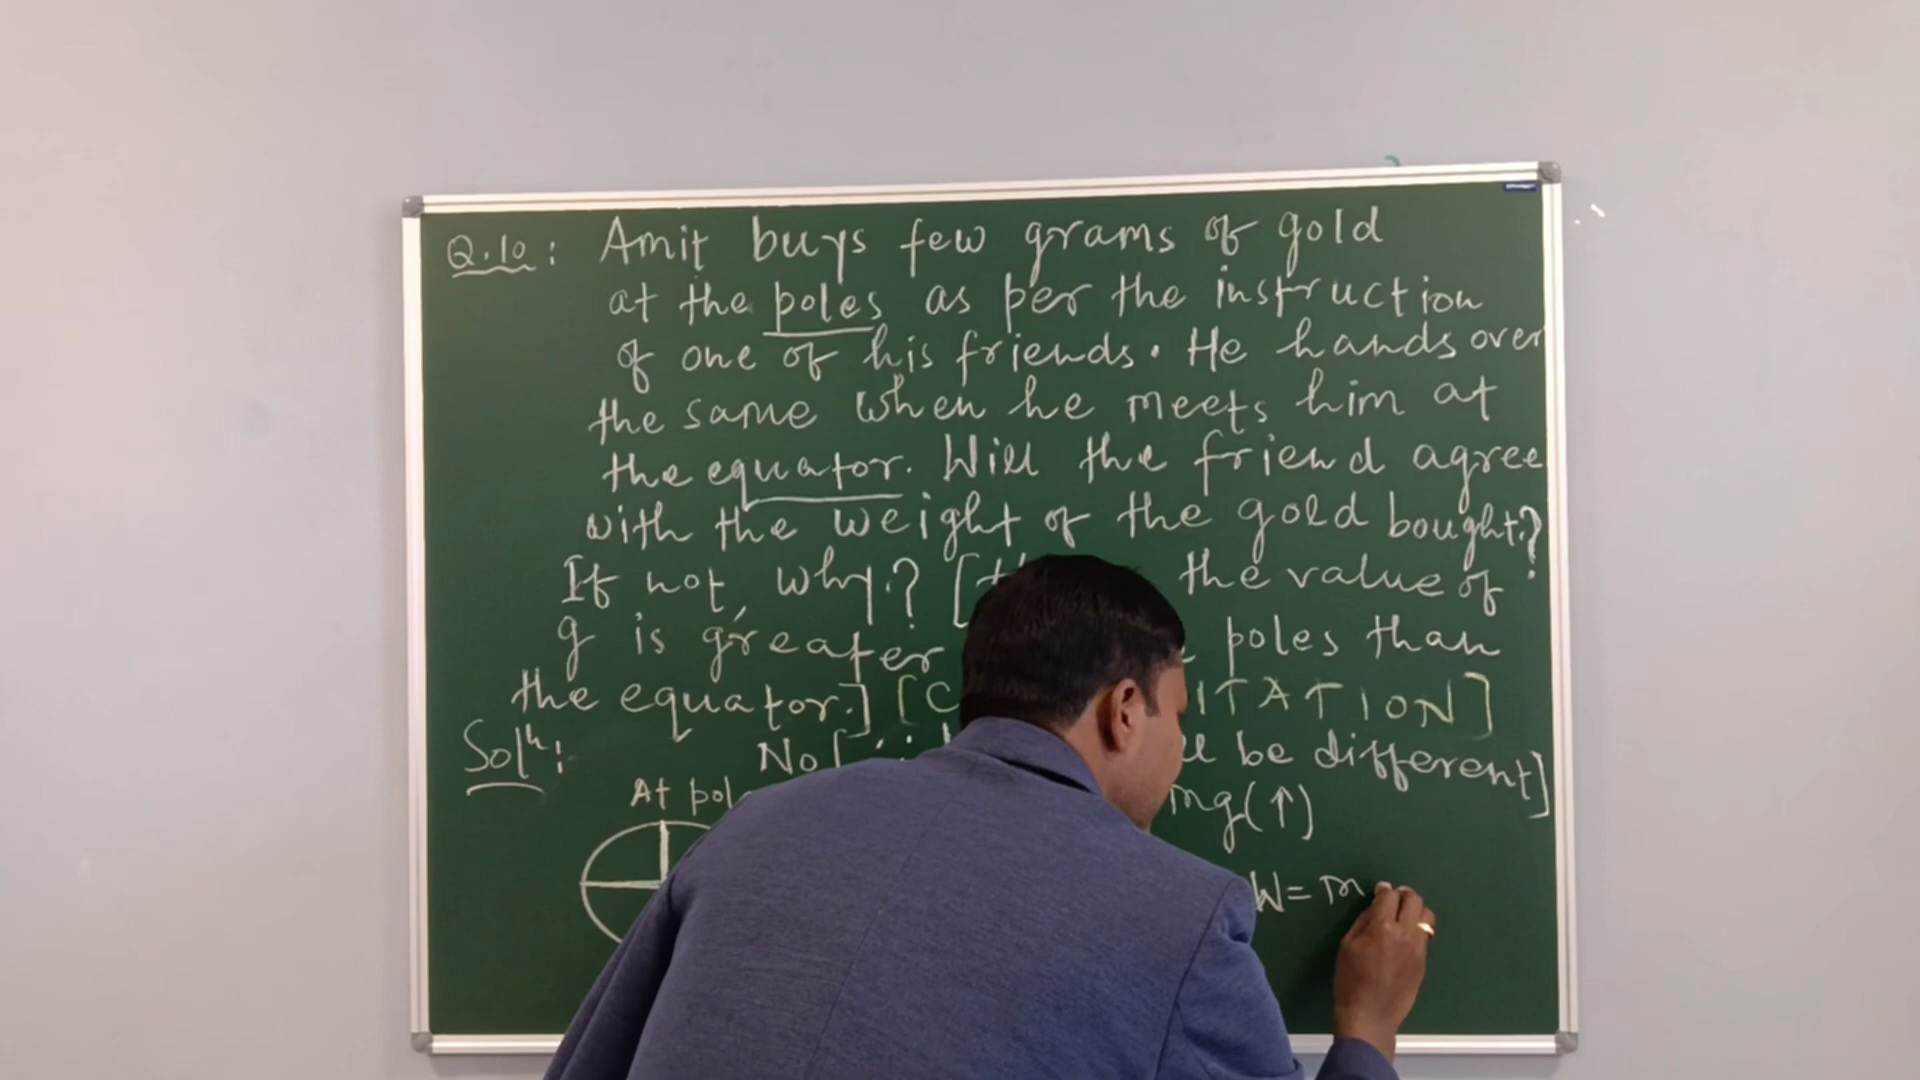 Q.10: Amit buys few grams of gold
at the poles as per the instruction
of one of his friends. He hands over
the same when he meets him at
the equator. Will the friend agree
with the weight of the gold bought?
If not, why? [ the value of
g is greater poles than
the equator.] [ ITATION]
Solⁿ: No [ be different]
At mg(↑)
W = m